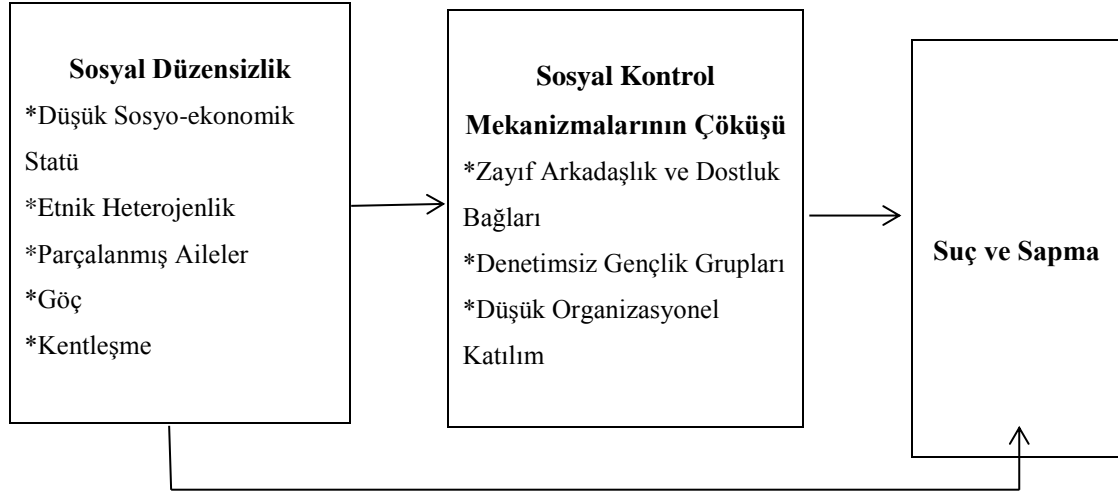 Sosyal Düzensizlik
*Düşük Sosyo-ekonomik
Statü
*Etnik Heterojenlik
*Parçalanmış Aileler
*Göç
*Kentleşme
Sosyal Kontrol
Mekanizmalarının Çöküşü
*Zayıf Arkadaşlık ve Dostluk
Bağları
*Denetimsiz Gençlik Grupları
*Düşük Organizasyonel
Katılım
Suç ve Sapma